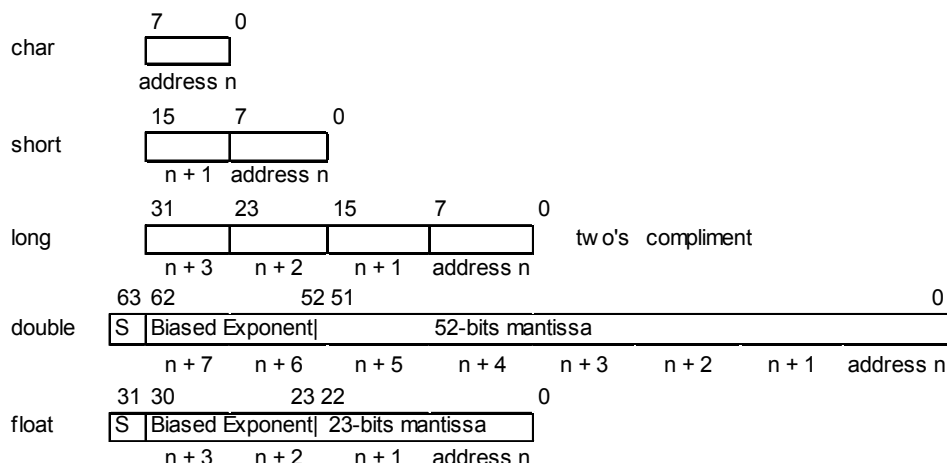 7 0
char
address n
15 7 0
short
n + 1 address n
31 23 15 7 0
long two's compliment
n + 3 n + 2 n + 1 address n
63 62 52 51 0
double S Biased Exponent| 52-bits mantissa
n + 7 n + 6 n + 5 n + 4 n + 3 n + 2 n + 1 address n
31 30 23 22 0
float S Biased Exponent| 23-bits mantissa
n + 3 n + 2 n + 1 address n